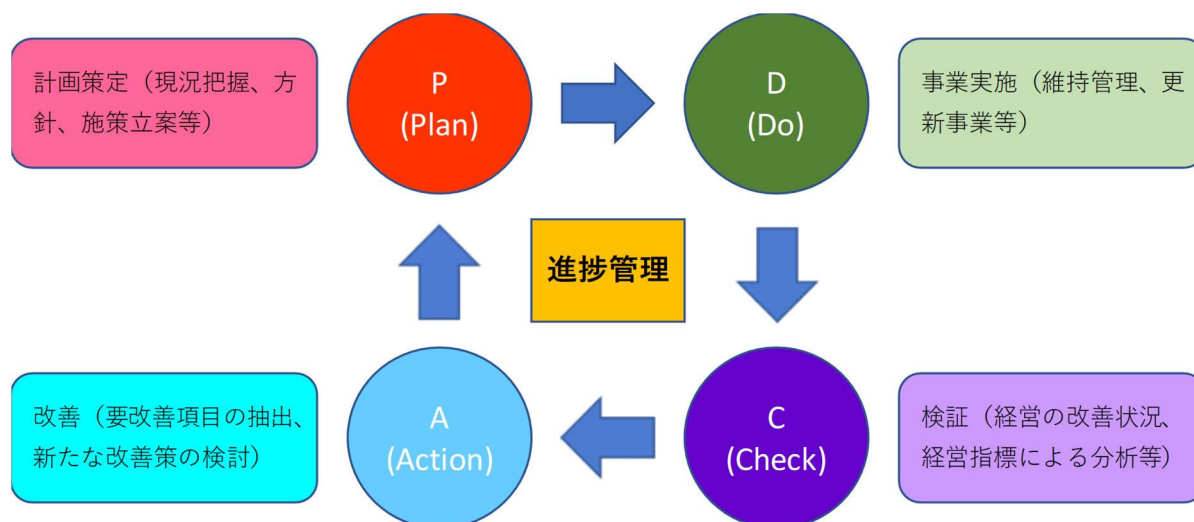 計画策定（現況把握、方
針、施策立案等）
P
(Plan)
D
(Do)
事業実施（維持管理、更
新事業等）
進捗管理
改善（要改善項目の抽出、
新たな改善策の検討）
A
(Action)
C
(Check)
検証（経営の改善状況、
経営指標による分析等）